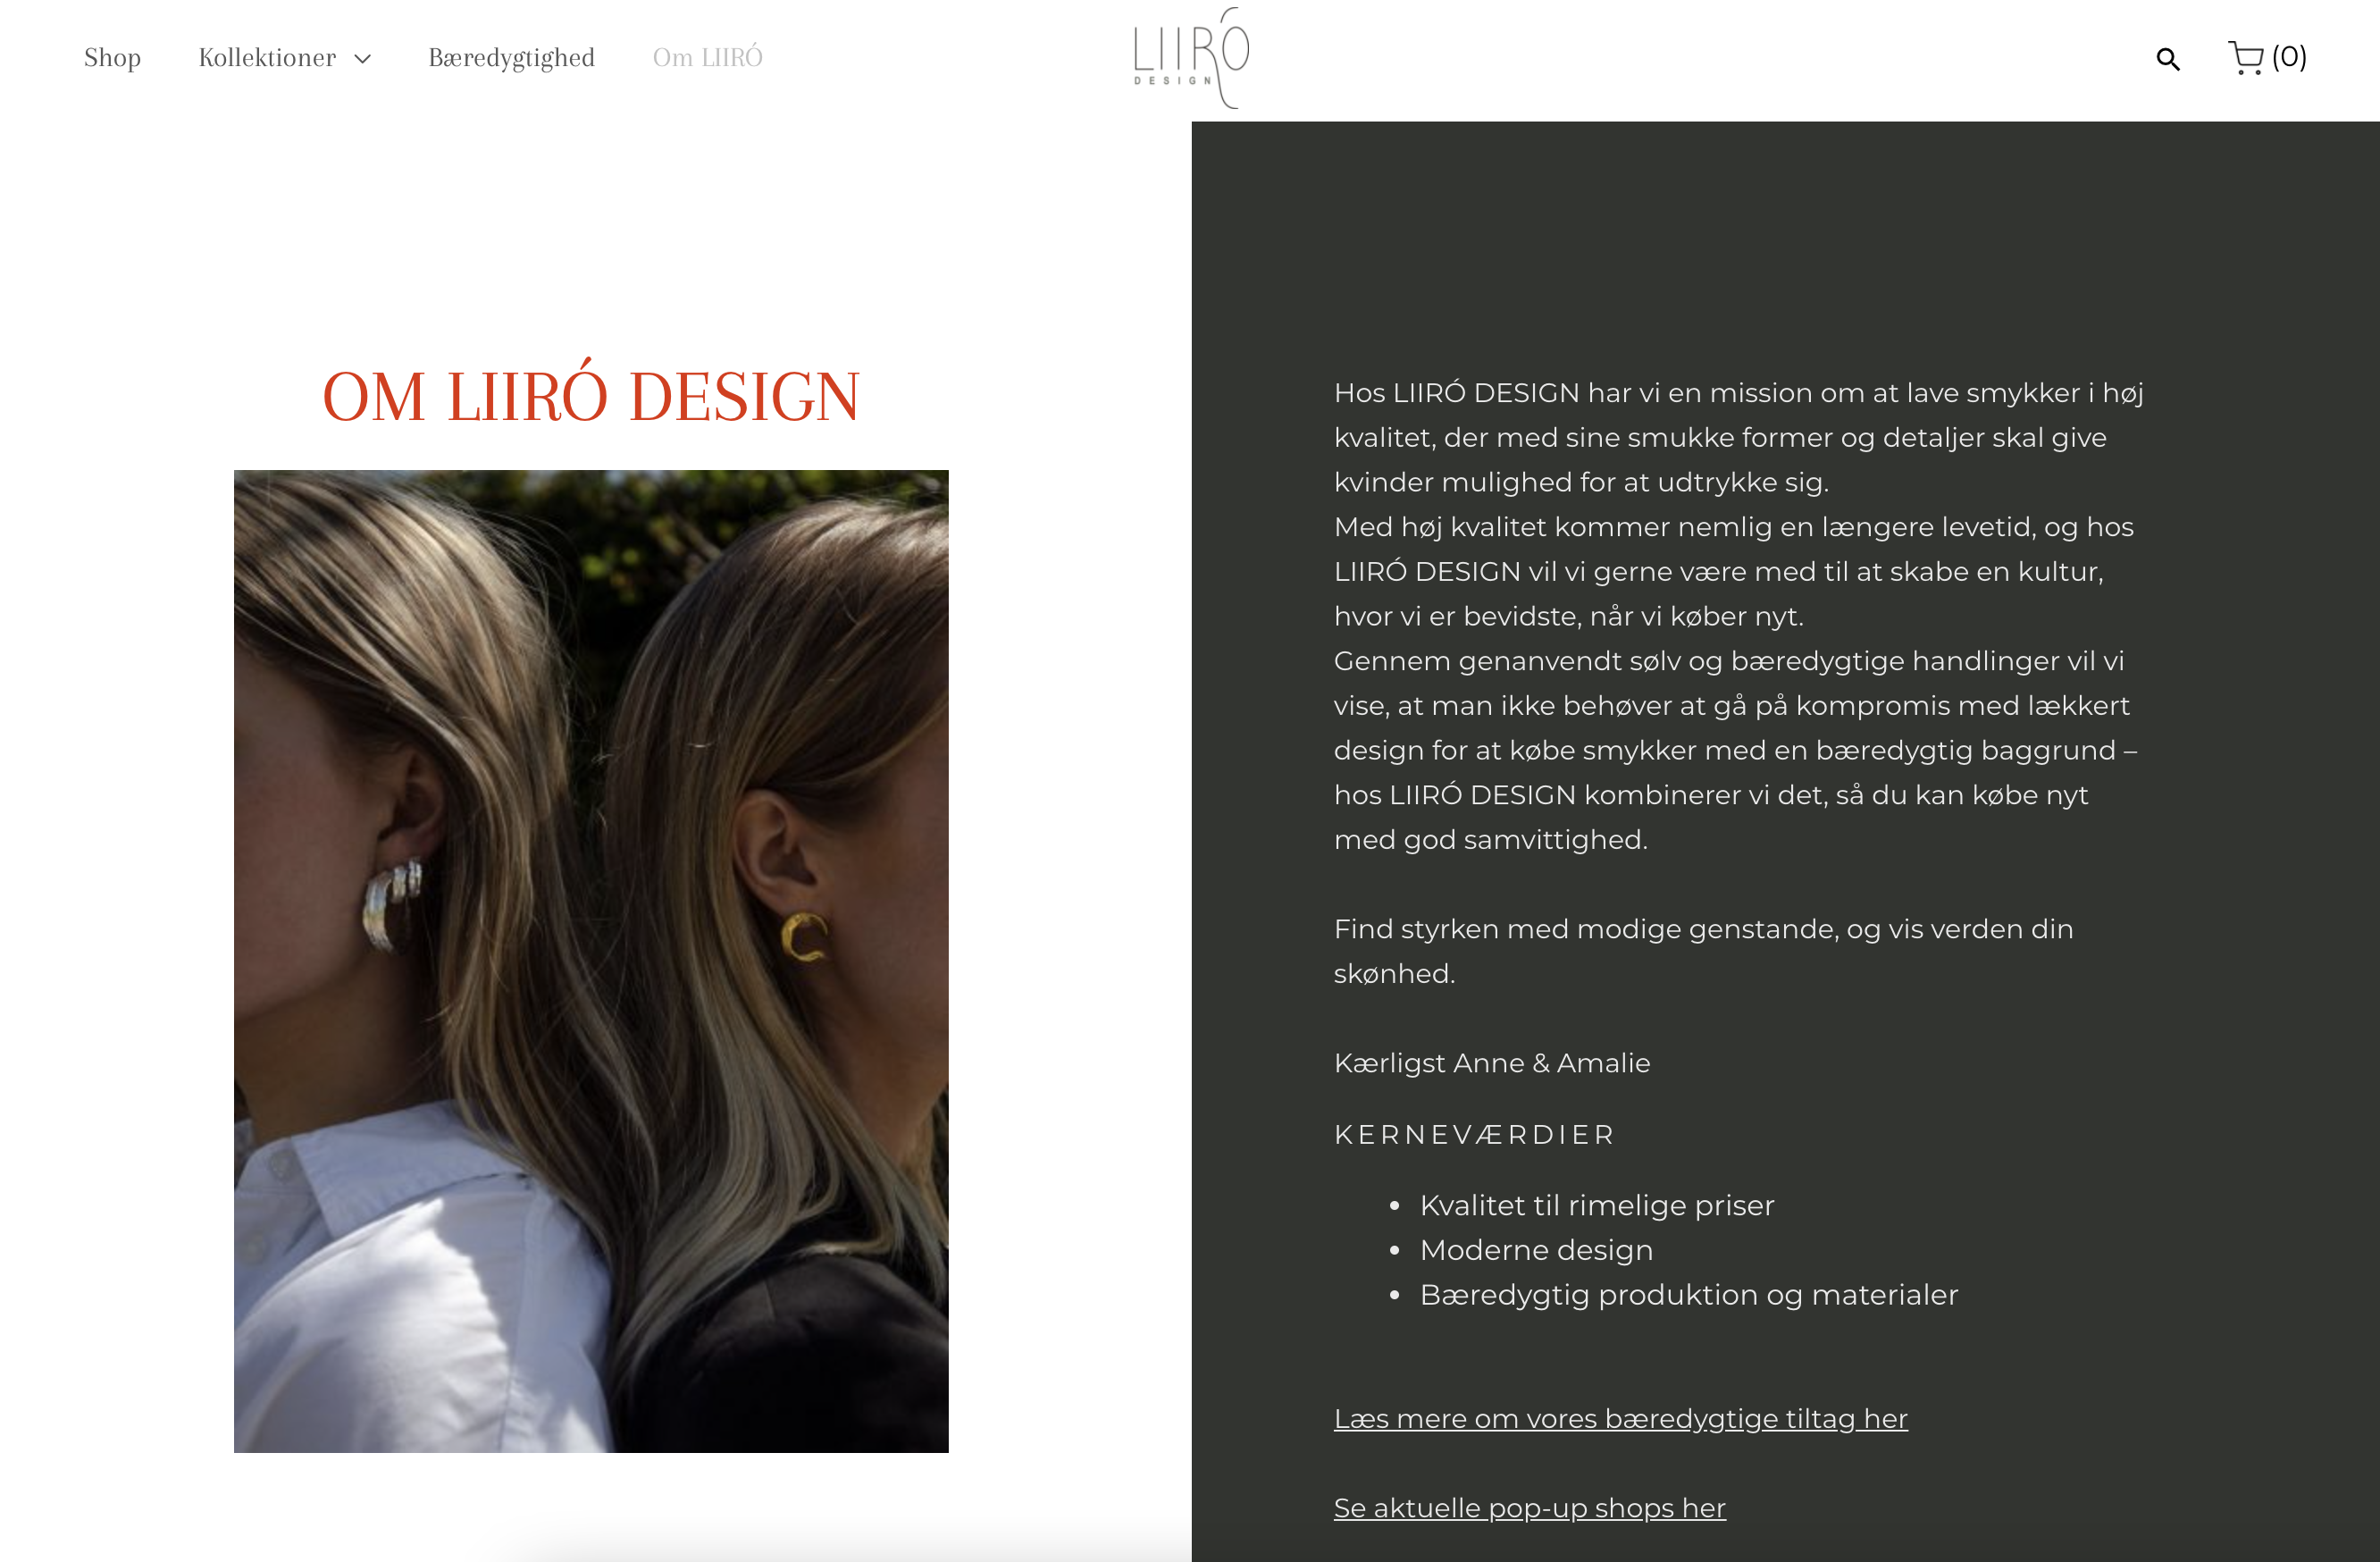 Shop
Kollektioner
Bæredygtighed
Om LIIRÓ
LIIRÓ
DESIGN
(0)
OM LIIRÓ DESIGN
Hos LIIRÓ DESIGN har vi en mission om at lave smykker i høj
kvalitet, der med sine smukke former og detaljer skal give
kvinder mulighed for at udtrykke sig.
Med høj kvalitet kommer nemlig en længere levetid, og hos
LIIRÓ DESIGN vil vi gerne være med til at skabe en kultur,
hvor vi er bevidste, når vi køber nyt.
Gennem genanvendt sølv og bæredygtige handlinger vil vi
vise, at man ikke behøver at gå på kompromis med lækkert
design for at købe smykker med en bæredygtig baggrund –
hos LIIRÓ DESIGN kombinerer vi det, så du kan købe nyt
med god samvittighed.
Find styrken med modige genstande, og vis verden din
skønhed.
Kærligst Anne & Amalie
KERNEVÆRDIER
• Kvalitet til rimelige priser
• Moderne design
• Bæredygtig produktion og materialer
Læs mere om vores bæredygtige tiltag her
Se aktuelle pop-up shops her